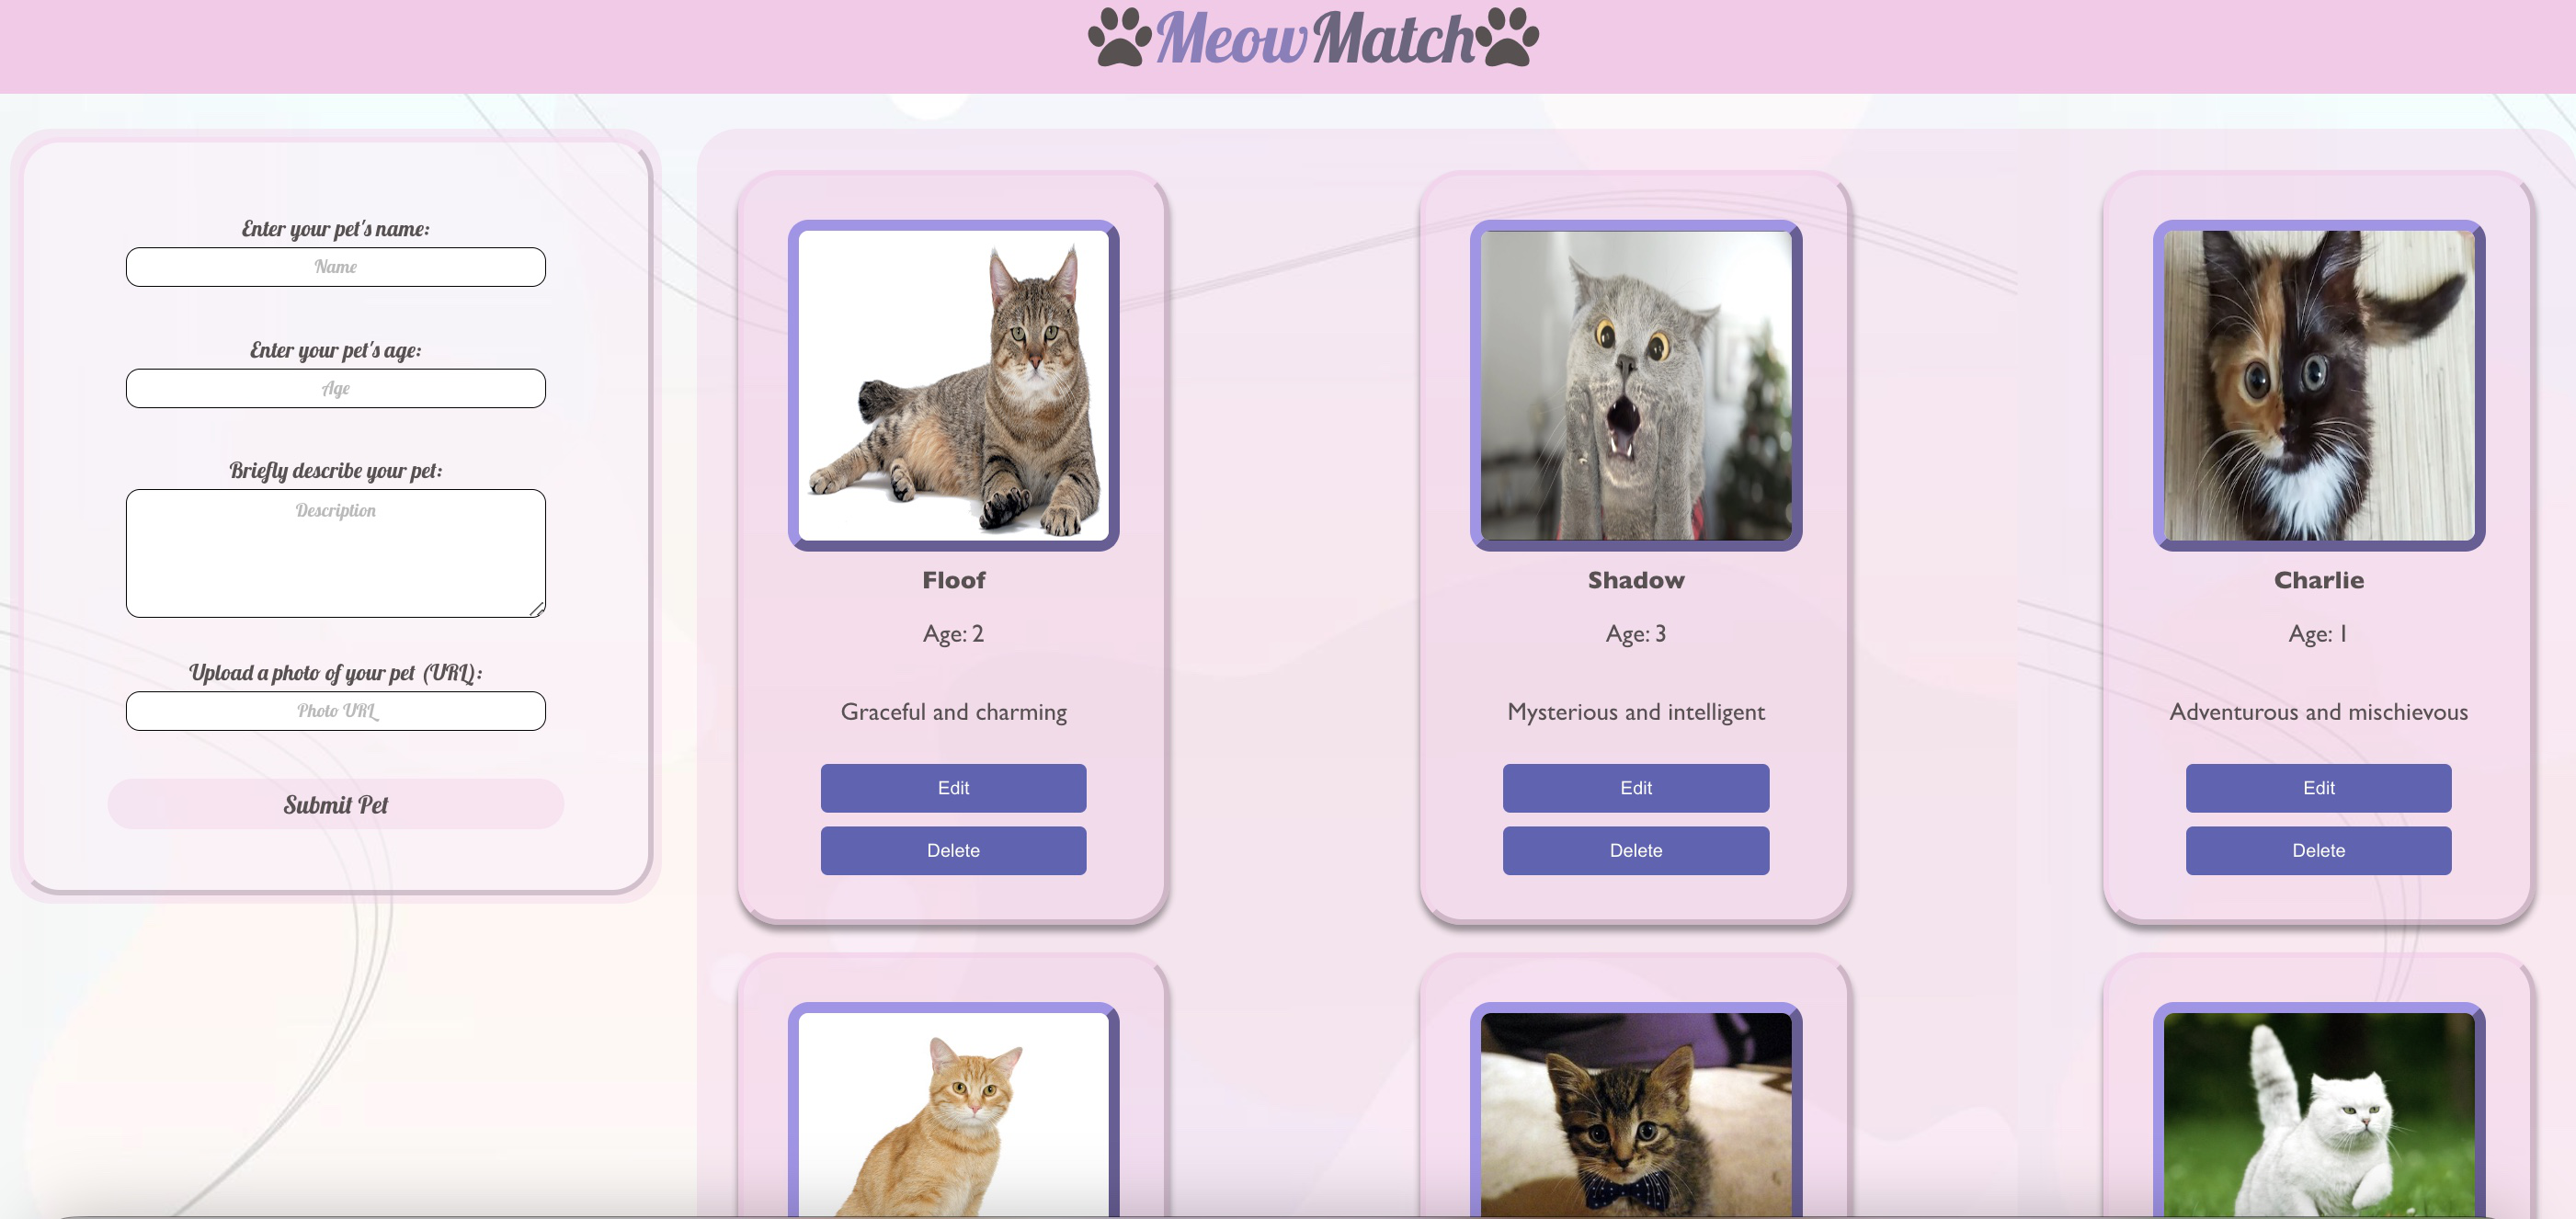 MeowMatch
Enter your pet's name:
Name
Enter your pet's age:
Age
Briefly describe your pet:
Description
Upload a photo of your pet (URL):
Photo URL
Submit Pet
Floof
Age: 2
Graceful and charming
Edit
Delete
Shadow
Age: 3
Mysterious and intelligent
Edit
Delete
Charlie
Age: 1
Adventurous and mischievous
Edit
Delete